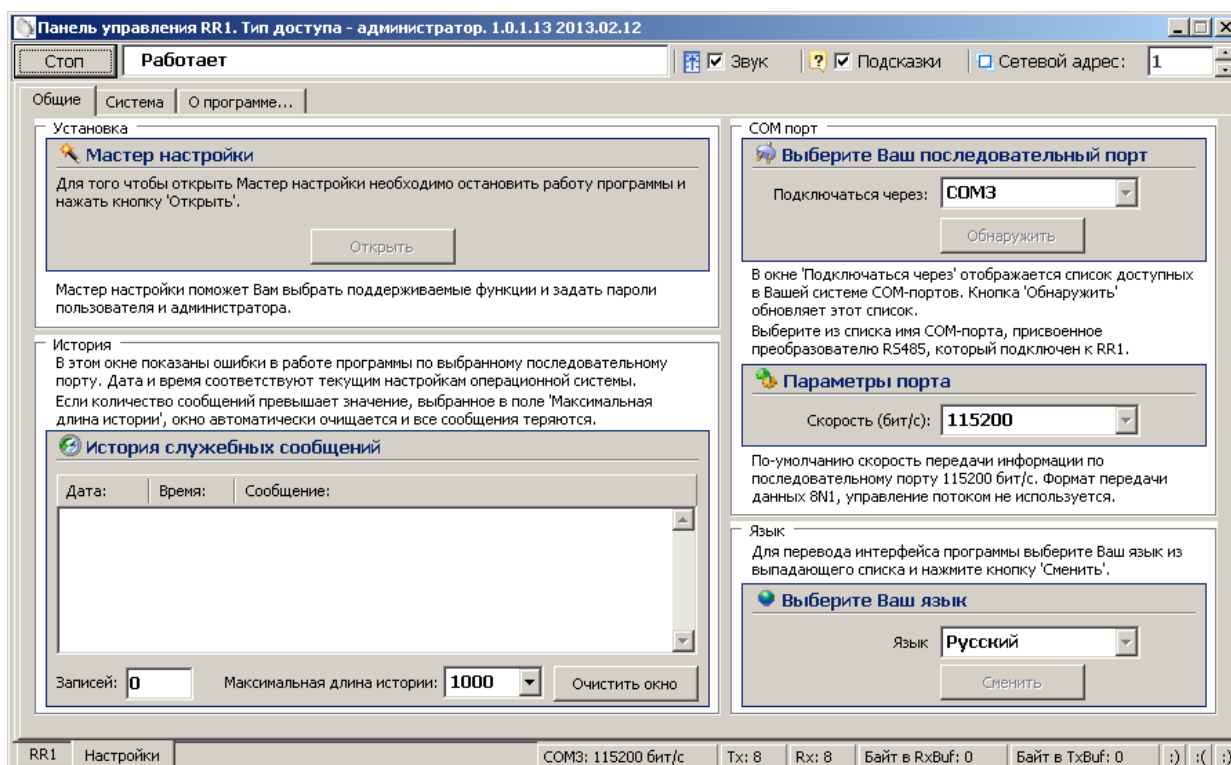 Панель управления RR1. Тип доступа - администратор. 1.0.1.13 2013.02.12
Стоп
Работает
Звук
Подсказки
Сетевой адрес:
1
Общие
Система
О программе...
Установка
Мастер настройки
Для того чтобы открыть Мастер настройки необходимо остановить работу программы и
нажать кнопку 'Открыть'.
Открыть
Мастер настройки поможет Вам выбрать поддерживаемые функции и задать пароли
пользователя и администратора.
История
В этом окне показаны ошибки в работе программы по выбранному последовательному
порту. Дата и время соответствуют текущим настройкам операционной системы.
Если количество сообщений превышает значение, выбранное в поле 'Максимальная
длина истории', окно автоматически очищается и все сообщения теряются.
История служебных сообщений
Дата:
Время:
Сообщение:
Записей:
0
Максимальная длина истории:
1000
Очистить окно
COM порт
Выберите Ваш последовательный порт
Подключаться через:
COM3
Обнаружить
В окне 'Подключаться через' отображается список доступных
в Вашей системе COM-портов. Кнопка 'Обнаружить'
обновляет этот список.
Выберите из списка имя COM-порта, присвоенное
преобразователю RS485, который подключен к RR1.
Параметры порта
Скорость (бит/с):
115200
По-умолчанию скорость передачи информации по
последовательному порту 115200 бит/с. Формат передачи
данных 8N1, управление потоком не используется.
Язык
Для перевода интерфейса программы выберите Ваш язык из
выпадающего списка и нажмите кнопку 'Сменить'.
Выберите Ваш язык
Язык
Русский
Сменить
RR1
Настройки
COM3: 115200 бит/с
Tx: 8
Rx: 8
Байт в RxBuf: 0
Байт в TxBuf: 0
:)
:(
:)